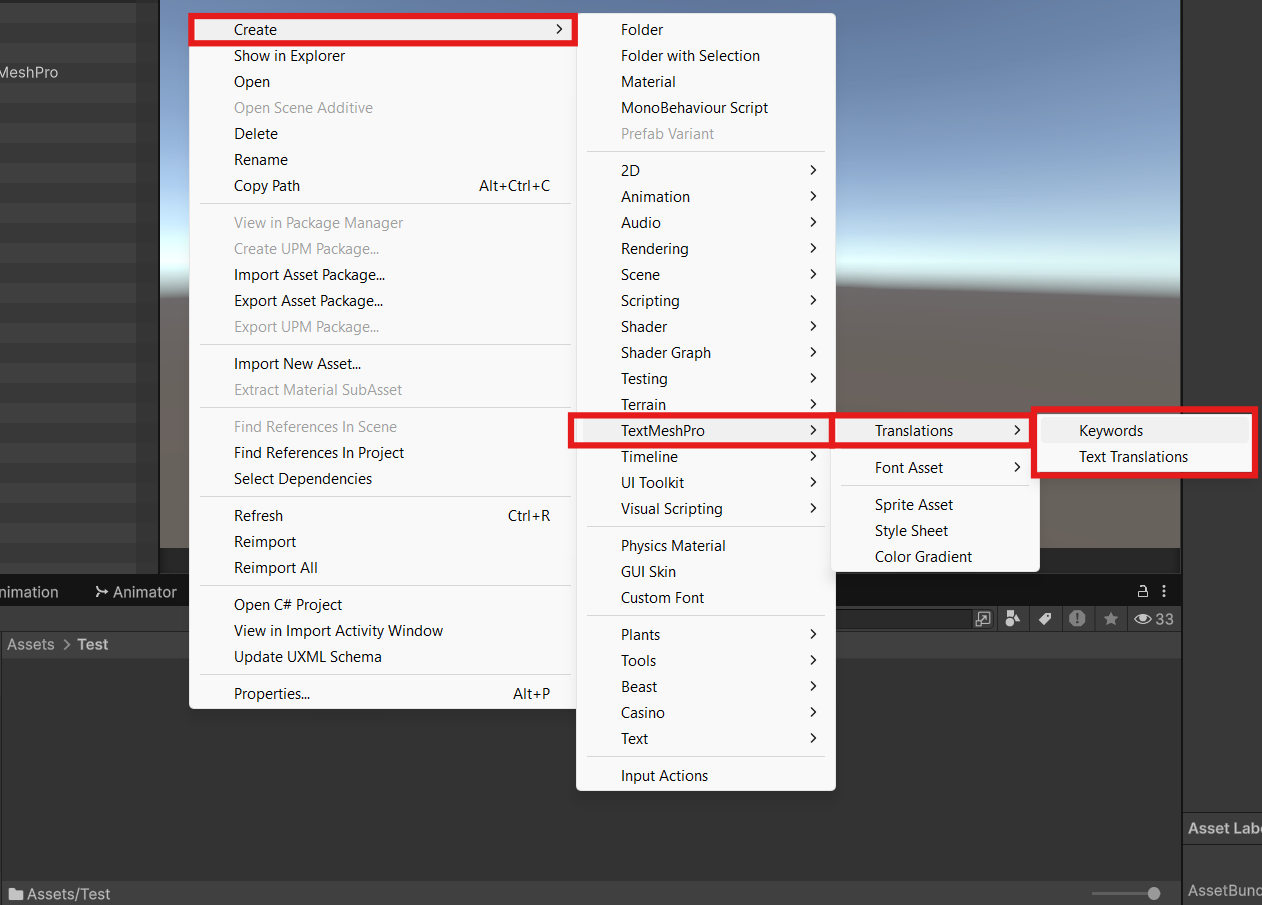 MeshPro
Create
Show in Explorer
Open
Open Scene Additive
Delete
Rename
Copy Path Alt+Ctrl+C
View in Package Manager
Create UPM Package...
Import Asset Package...
Export Asset Package...
Export UPM Package...
Import New Asset...
Extract Material SubAsset
Find References In Scene
Find References In Project
Select Dependencies
Refresh Ctrl+R
Reimport
Reimport All
Open C# Project
View in Import Activity Window
Update UXML Schema
Properties... Alt+P
Folder
Folder with Selection
Material
MonoBehaviour Script
Prefab Variant
2D
Animation
Audio
Rendering
Scene
Scripting
Shader
Shader Graph
Testing
Terrain
TextMeshPro
Timeline
UI Toolkit
Visual Scripting
Physics Material
GUI Skin
Custom Font
Plants
Tools
Beast
Casino
Text
Input Actions
Translations
Font Asset
Sprite Asset
Style Sheet
Color Gradient
Keywords
Text Translations
nimation Animator
33
Assets > Test
Assets/Test
Asset Labe
AssetBund